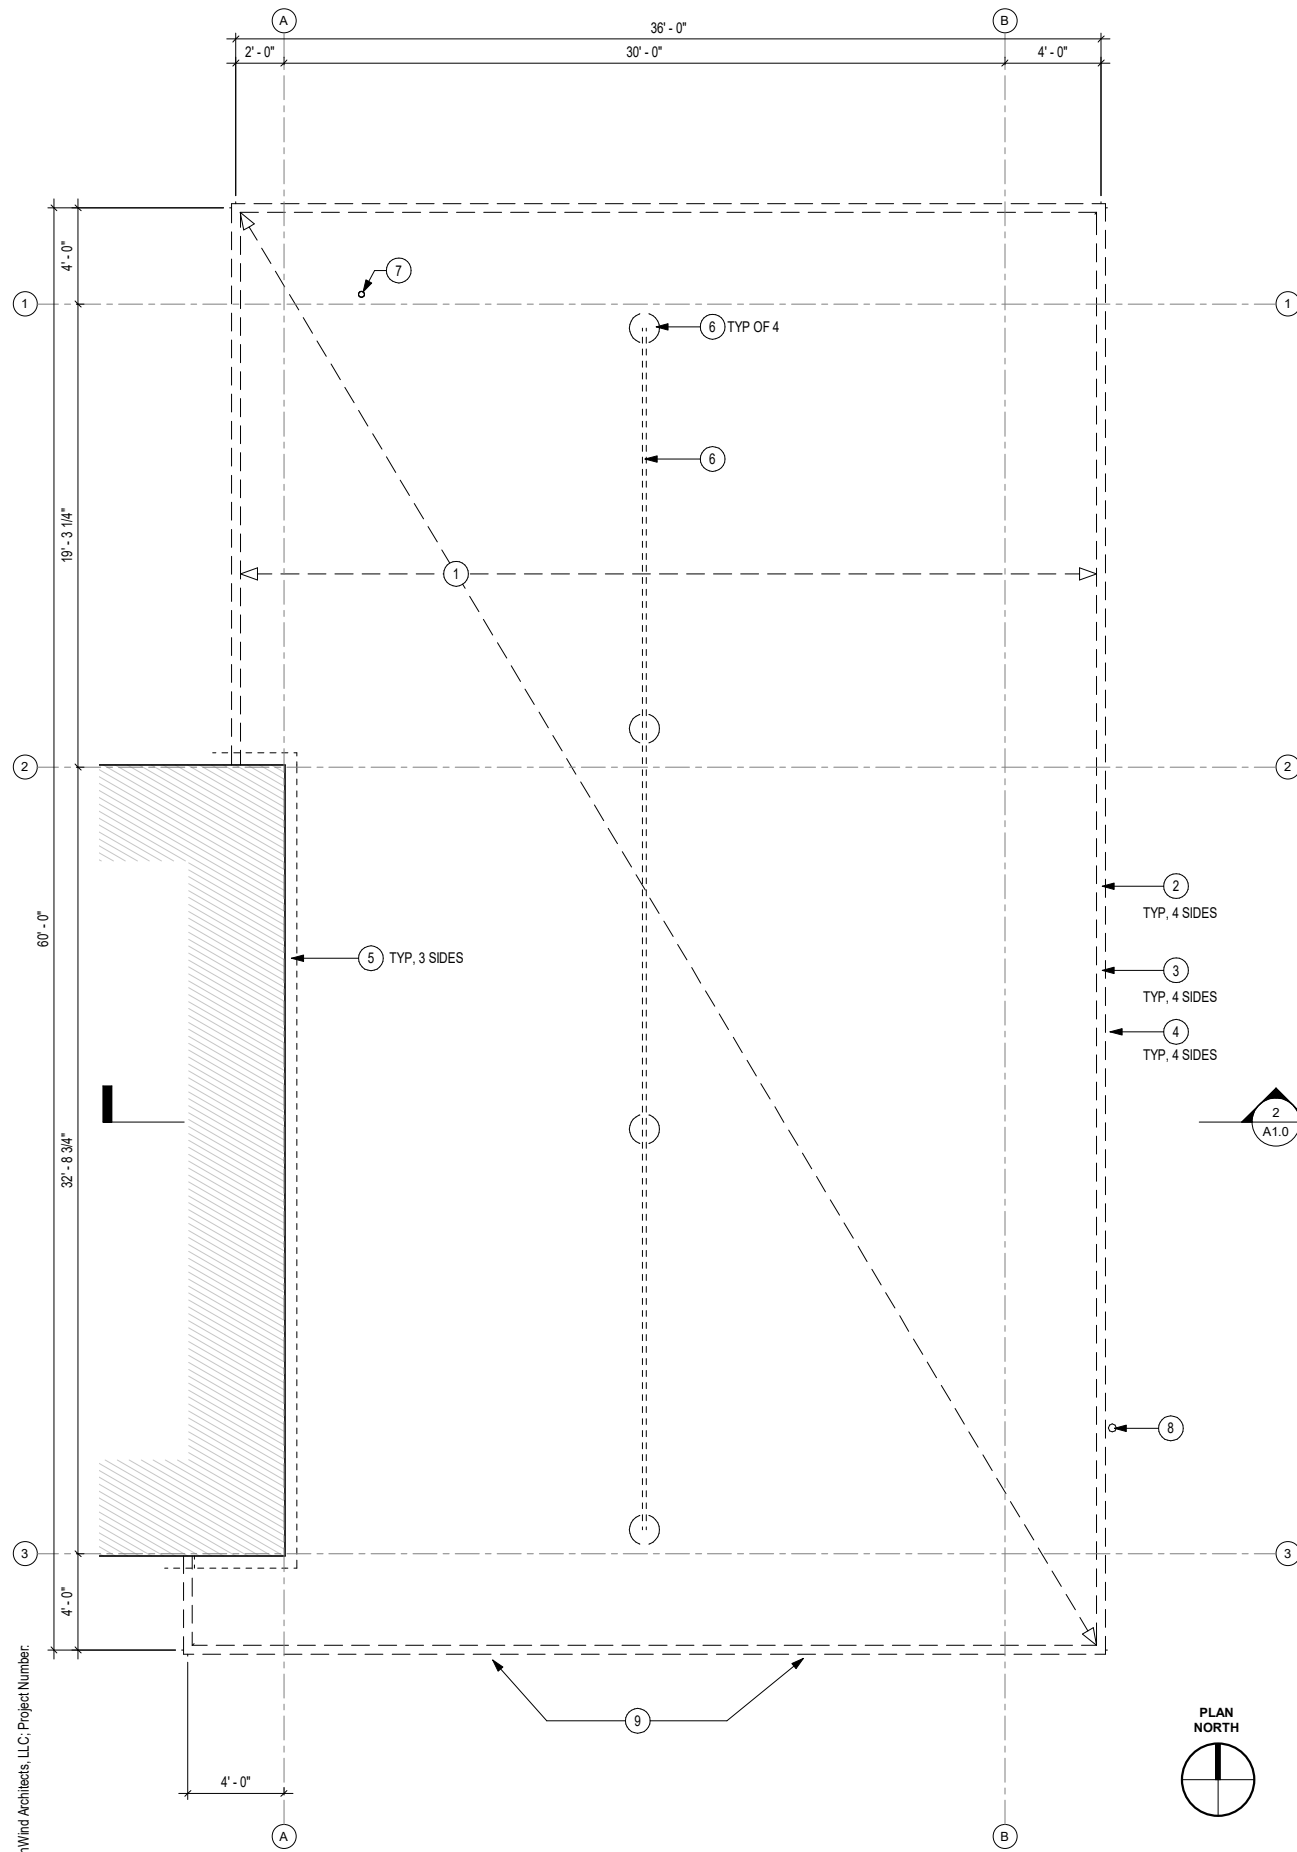 A
B
36' - 0"
2' - 0"
30' - 0"
4' - 0"
4' - 0"
7
1
1
6 TYP OF 4
6
19' - 3 1/4"
1
2
2
2
TYP, 4 SIDES
60' - 0"
5 TYP, 3 SIDES
3
TYP, 4 SIDES
4
TYP, 4 SIDES
2
A1.0
32' - 8 3/4"
8
3
3
4' - 0"
Architects, LLC; Project Number:
9
PLAN
NORTH
4' - 0"
A
B